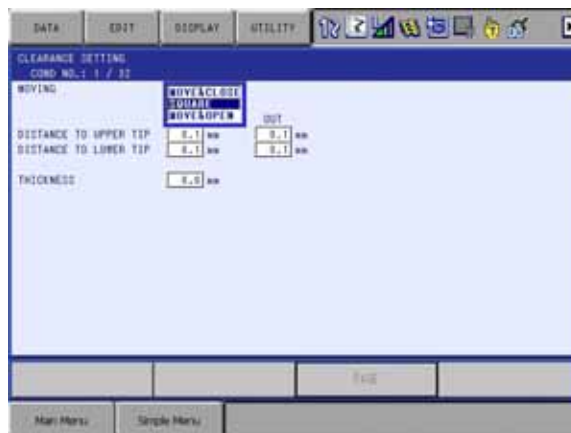 DATA EDIT DISPLAY UTILITY
CLEARANCE SETTING
COND NO.: 1 / 32
MOVING MOVE&CLOSE
SQUARE
MOVE&OPEN
OUT
DISTANCE TO UPPER TIP 0.1 mm 0.1 mm
DISTANCE TO LOWER TIP 0.1 mm 0.1 mm
THICKNESS 0.0 mm
PAGE
Main Menu Simple Menu